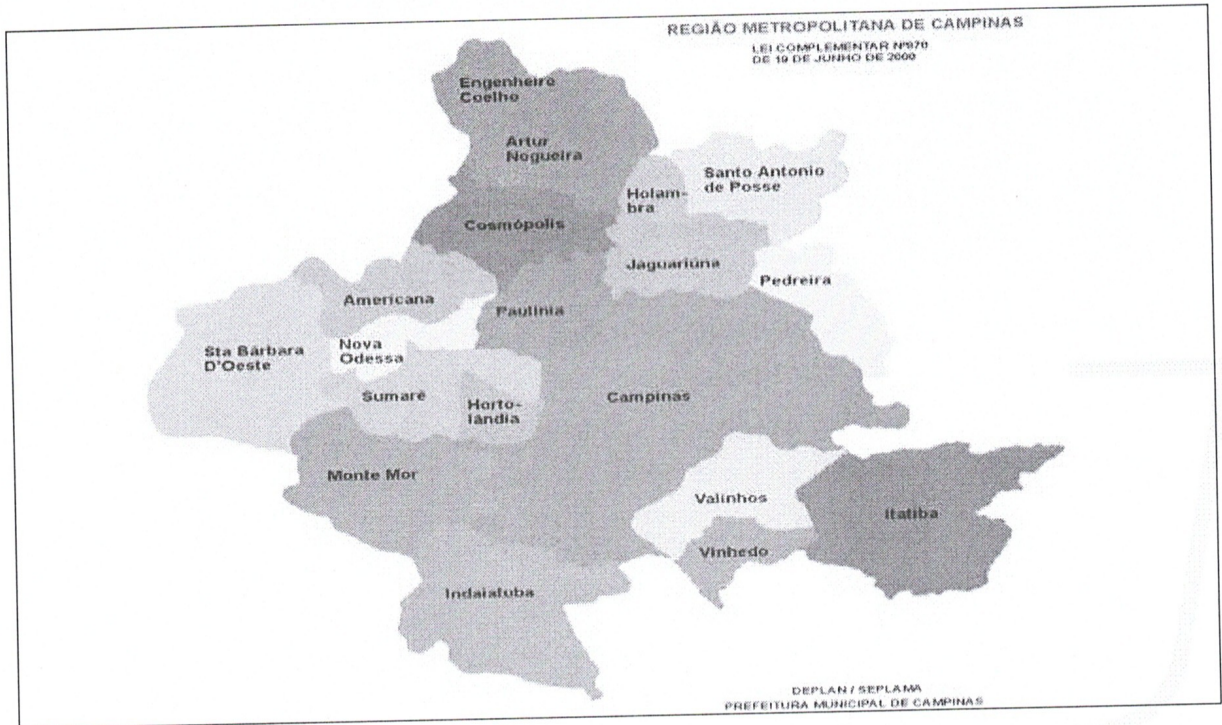 REGIÃO METROPOLITANA DE CAMPINAS
LEI COMPLEMENTAR Nº870
DE 19 DE JUNHO DE 2000
Engenheiro
Coelho
Artur
Nogueira
Santo Antonio
de Posse
Holam-
bra
Cosmópolis
Jaguariúna
Pedreira
Americana
Paulínia
Nova
Odessa
Sta Bárbara
D'Oeste
Sumaré
Horto-
lândia
Campinas
Monte Mor
Valinhos
Itatiba
Vinhedo
Indaiatuba
DEPLAN / SEPLAMA
PREFEITURA MUNICIPAL DE CAMPINAS